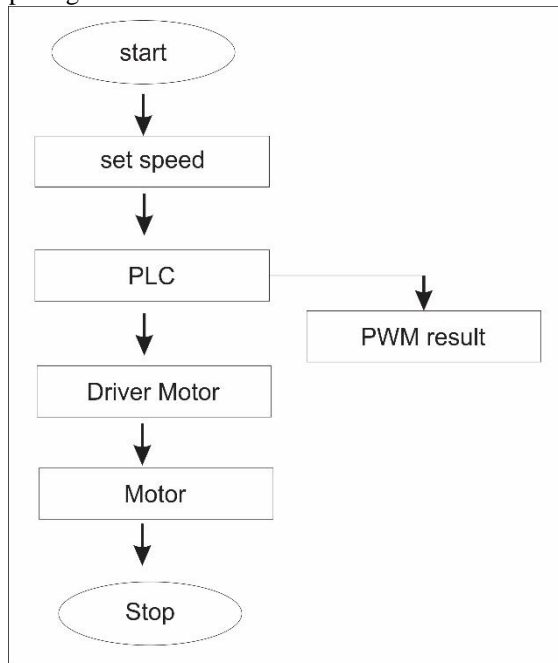 start
set speed
PLC
PWM result
Driver Motor
Motor
Stop